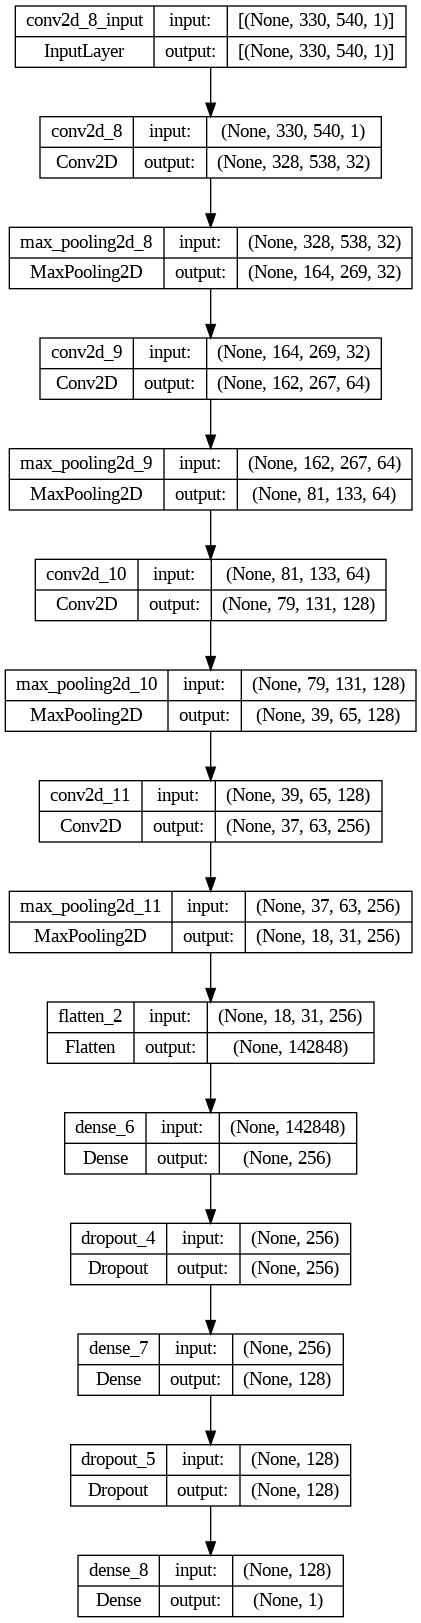 conv2d_8_input input: [(None, 330, 540, 1)]
InputLayer output: [(None, 330, 540, 1)]
conv2d_8 input: (None, 330, 540, 1)
Conv2D output: (None, 328, 538, 32)
max_pooling2d_8 input: (None, 328, 538, 32)
MaxPooling2D output: (None, 164, 269, 32)
conv2d_9 input: (None, 164, 269, 32)
Conv2D output: (None, 162, 267, 64)
max_pooling2d_9 input: (None, 162, 267, 64)
MaxPooling2D output: (None, 81, 133, 64)
conv2d_10 input: (None, 81, 133, 64)
Conv2D output: (None, 79, 131, 128)
max_pooling2d_10 input: (None, 79, 131, 128)
MaxPooling2D output: (None, 39, 65, 128)
conv2d_11 input: (None, 39, 65, 128)
Conv2D output: (None, 37, 63, 256)
max_pooling2d_11 input: (None, 37, 63, 256)
MaxPooling2D output: (None, 18, 31, 256)
flatten_2 input: (None, 18, 31, 256)
Flatten output: (None, 142848)
dense_6 input: (None, 142848)
Dense output: (None, 256)
dropout_4 input: (None, 256)
Dropout output: (None, 256)
dense_7 input: (None, 256)
Dense output: (None, 128)
dropout_5 input: (None, 128)
Dropout output: (None, 128)
dense_8 input: (None, 128)
Dense output: (None, 1)